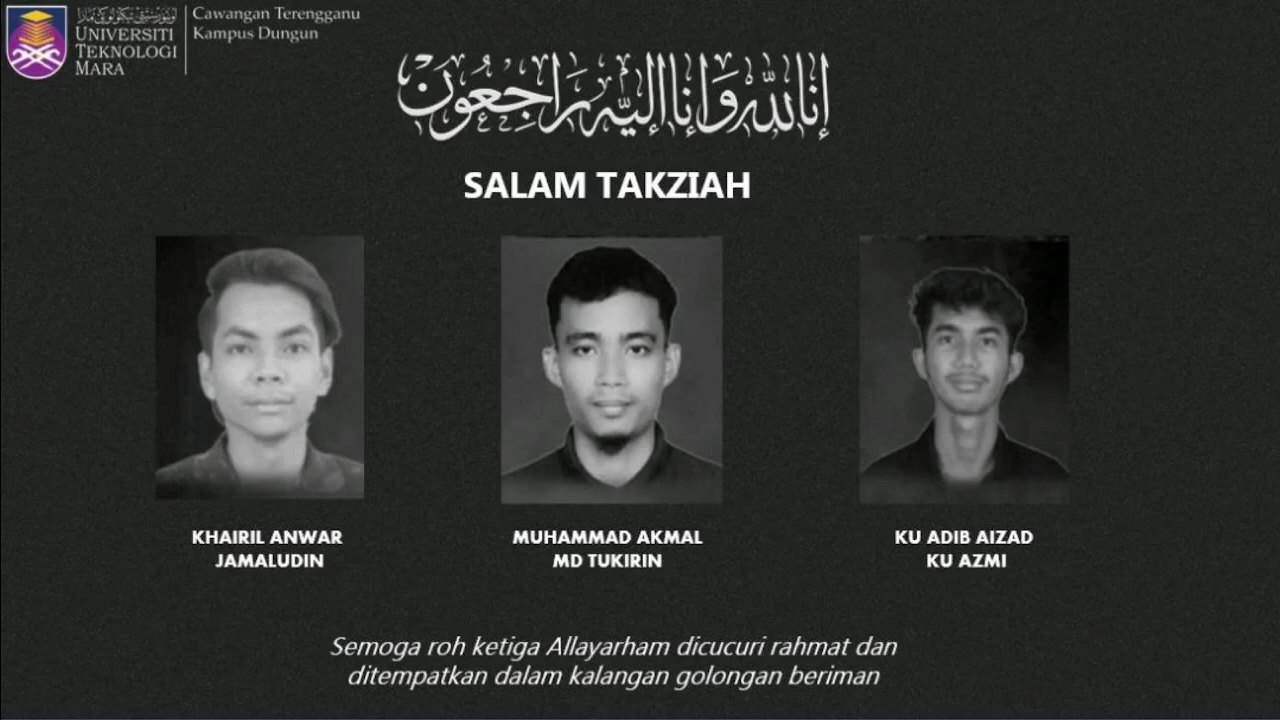 UNIVERSITI
TEKNOLOGI
MARA
Cawangan Terengganu
Kampus Dungun
إنا لله وإنا إليه راجعون
SALAM TAKZIAH
KHAIRIL ANWAR
JAMALUDIN
MUHAMMAD AKMAL
MD TUKIRIN
KU ADIB AIZAD
KU AZMI
Semoga roh ketiga Allayarham dicucuri rahmat dan
ditempatkan dalam kalangan golongan beriman